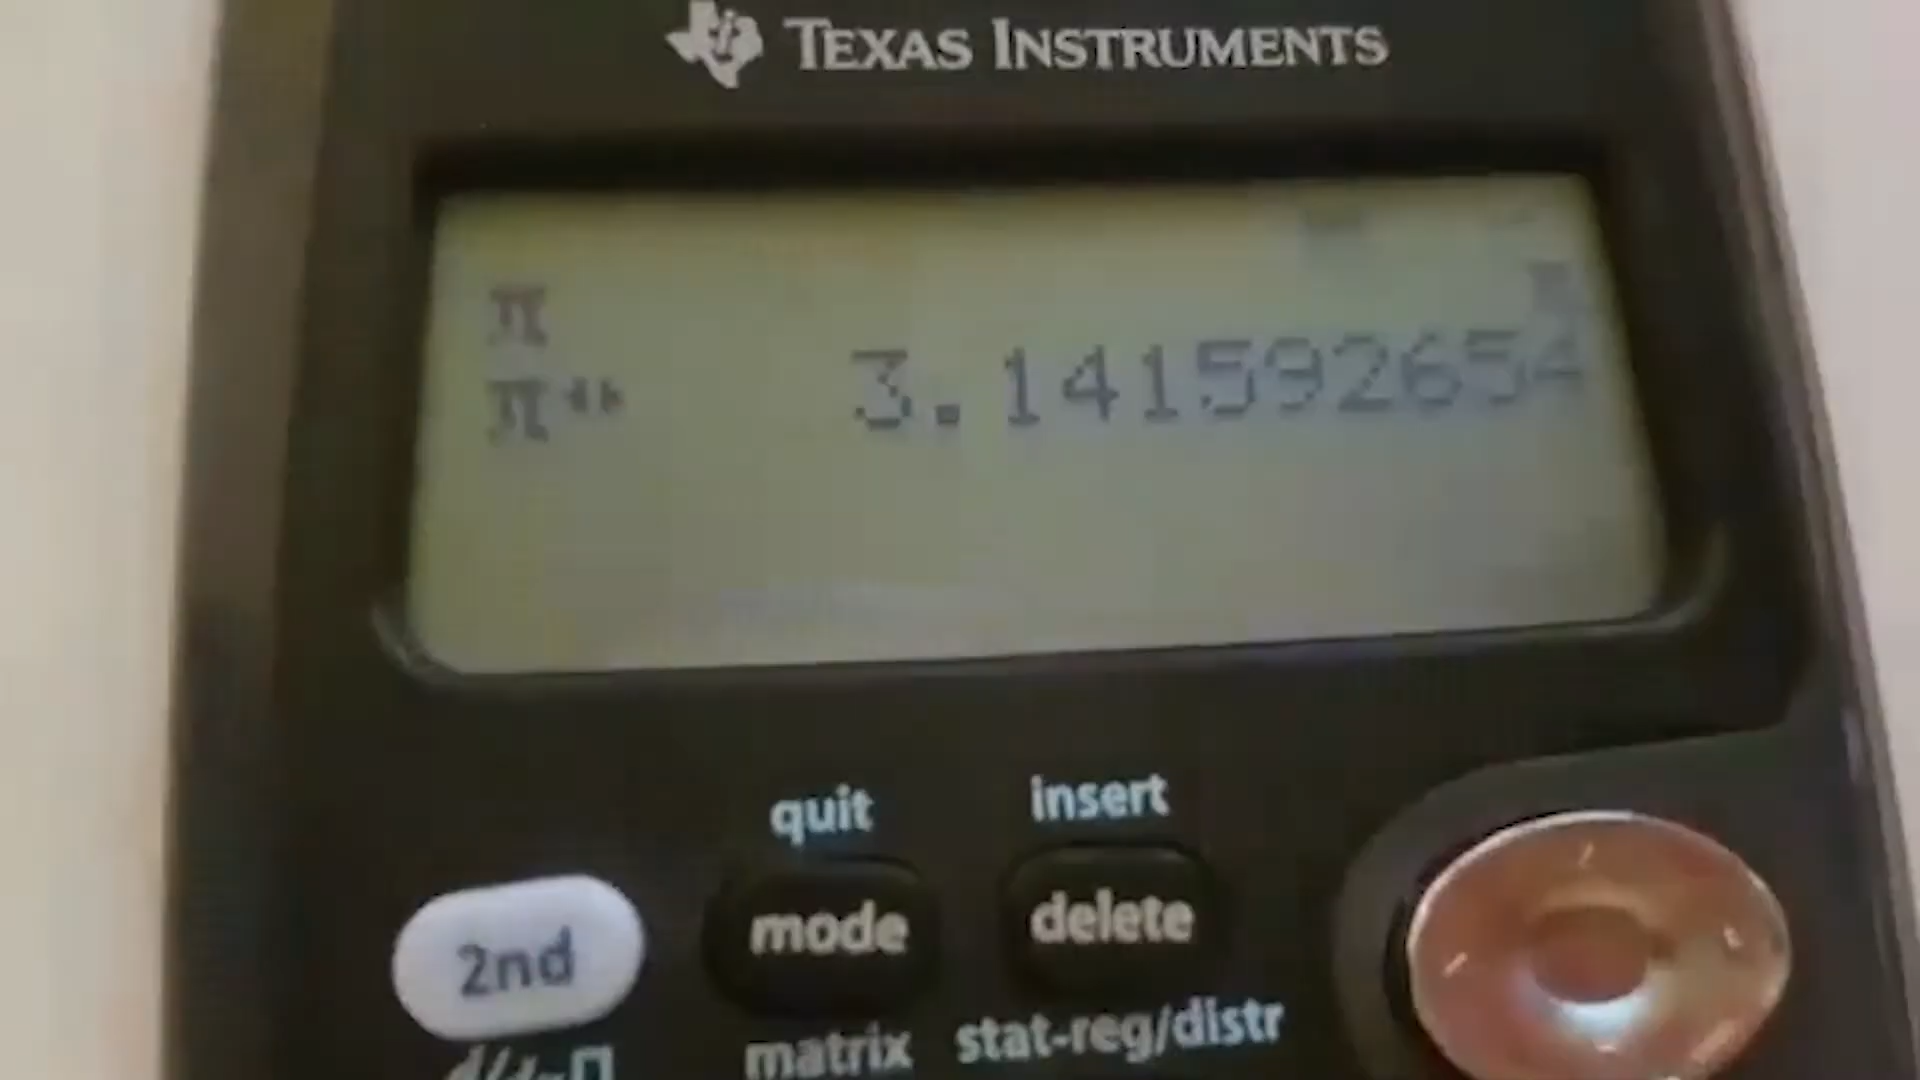 TEXAS INSTRUMENTS
π
π
π◄► 3.141592654
quit insert
2nd mode delete
matrix stat-reg/distr